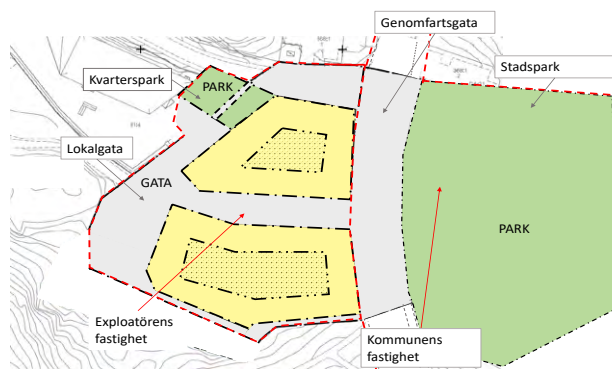 Genomfartsgata
Stadspark
Kvarterspark
PARK
Lokalgata
GATA
PARK
Exploatörens
fastighet
Kommunens
fastighet